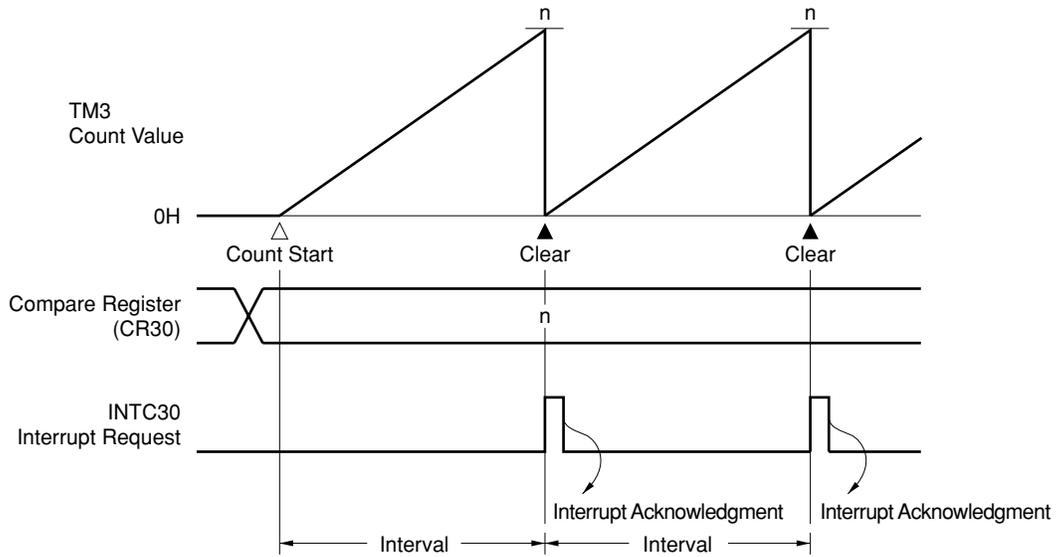 n n
TM3
Count Value
0H
Count Start Clear Clear
Compare Register
(CR30)
n
INTC30
Interrupt Request
Interrupt Acknowledgment Interrupt Acknowledgment
Interval Interval